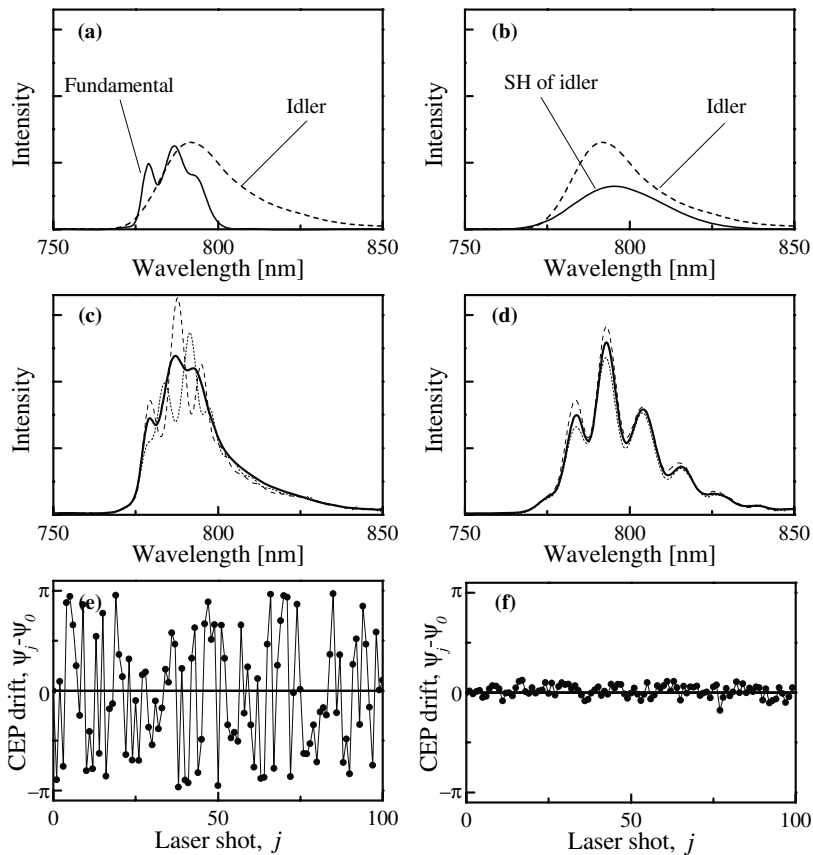 (a)
Fundamental
Idler
Intensity
750
800
850
Wavelength [nm]
(b)
SH of idler
Idler
Intensity
750
800
850
Wavelength [nm]
(c)
Intensity
750
800
850
Wavelength [nm]
(d)
Intensity
750
800
850
Wavelength [nm]
(e)
π
0
−π
CEP drift, ψj-ψ0
0
50
100
Laser shot, j
(f)
π
0
−π
CEP drift, ψj-ψ0
0
50
100
Laser shot, j